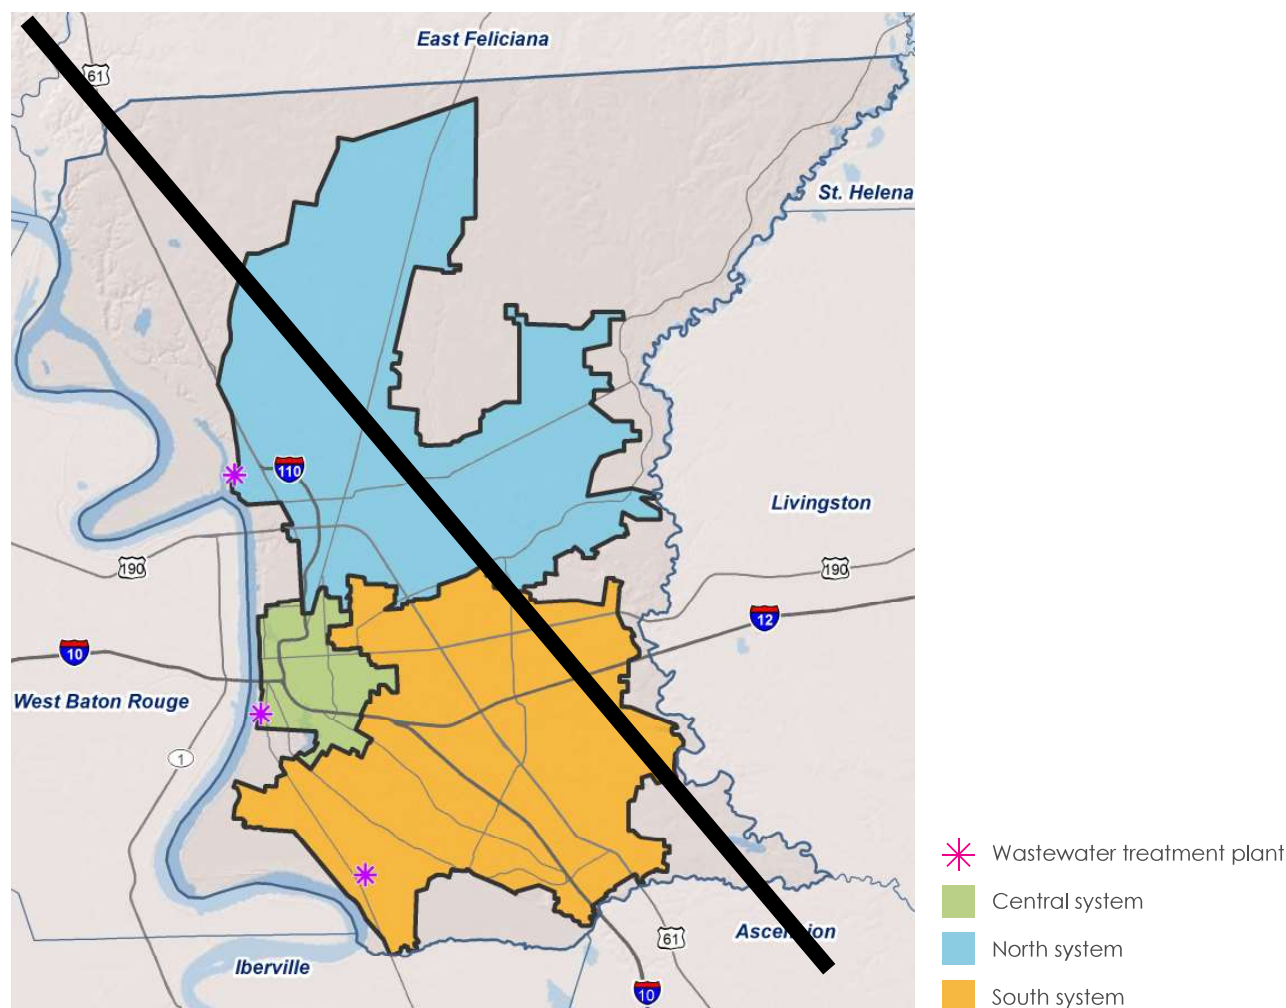 East Feliciana
61
St. Helena
110
Livingston
190
190
12
10
West Baton Rouge
1
Wastewater treatment plant
Central system
North system
South system
61
Iberville
10